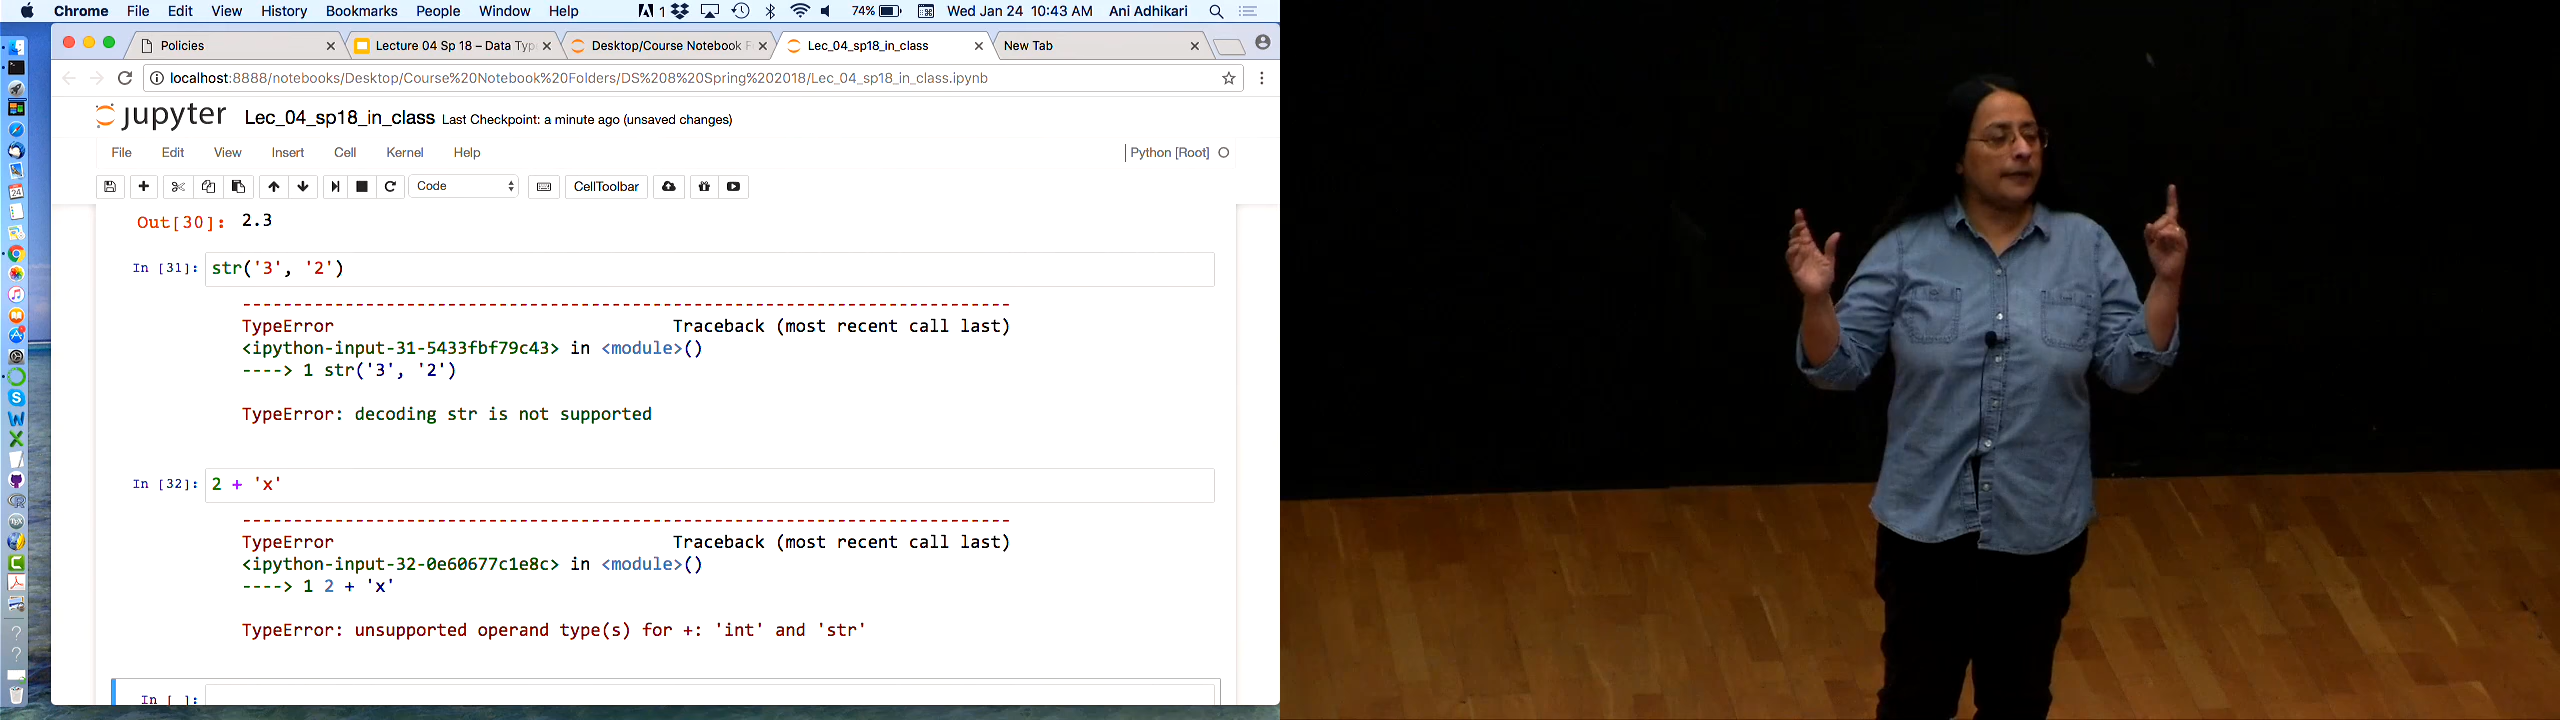 Chrome File Edit View History Bookmarks People Window Help 1 74% Wed Jan 24 10:43 AM Ani Adhikari
Policies Lecture 04 Sp 18 – Data Typ Desktop/Course Notebook F Lec_04_sp18_in_class New Tab
localhost:8888/notebooks/Desktop/Course%20Notebook%20Folders/DS%208%20Spring%202018/Lec_04_sp18_in_class.ipynb
jupyter Lec_04_sp18_in_class Last Checkpoint: a minute ago (unsaved changes)
File Edit View Insert Cell Kernel Help Python [Root]
Code CellToolbar
Out[30]: 2.3
In [31]: str('3', '2')
---------------------------------------------------------------------------
TypeError Traceback (most recent call last)
<ipython-input-31-5433fbf79c43> in <module>()
----> 1 str('3', '2')
TypeError: decoding str is not supported
In [32]: 2 + 'x'
---------------------------------------------------------------------------
TypeError Traceback (most recent call last)
<ipython-input-32-0e60677c1e8c> in <module>()
----> 1 2 + 'x'
TypeError: unsupported operand type(s) for +: 'int' and 'str'
In [ ]: